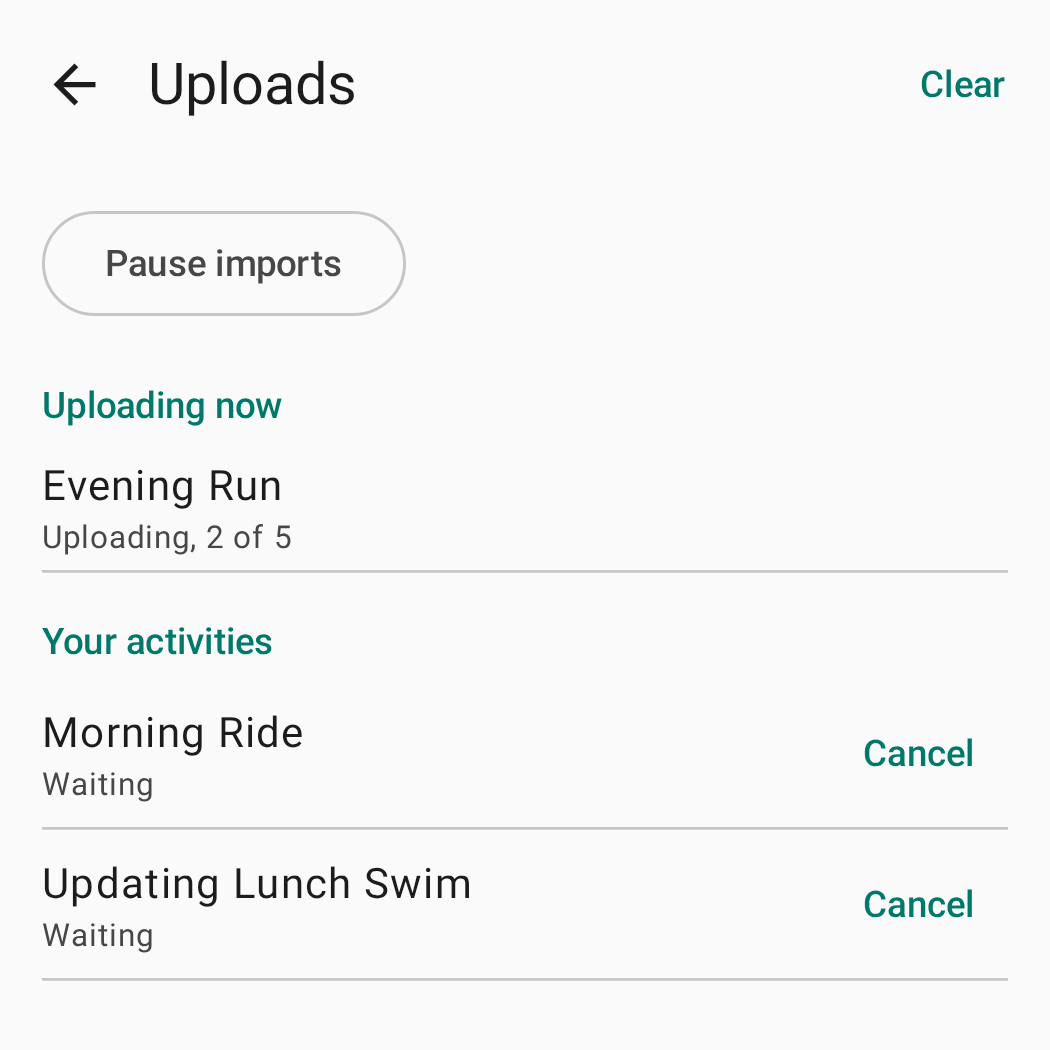 Uploads
Clear
Pause imports
Uploading now
Evening Run
Uploading, 2 of 5
Your activities
Morning Ride
Waiting
Cancel
Updating Lunch Swim
Waiting
Cancel